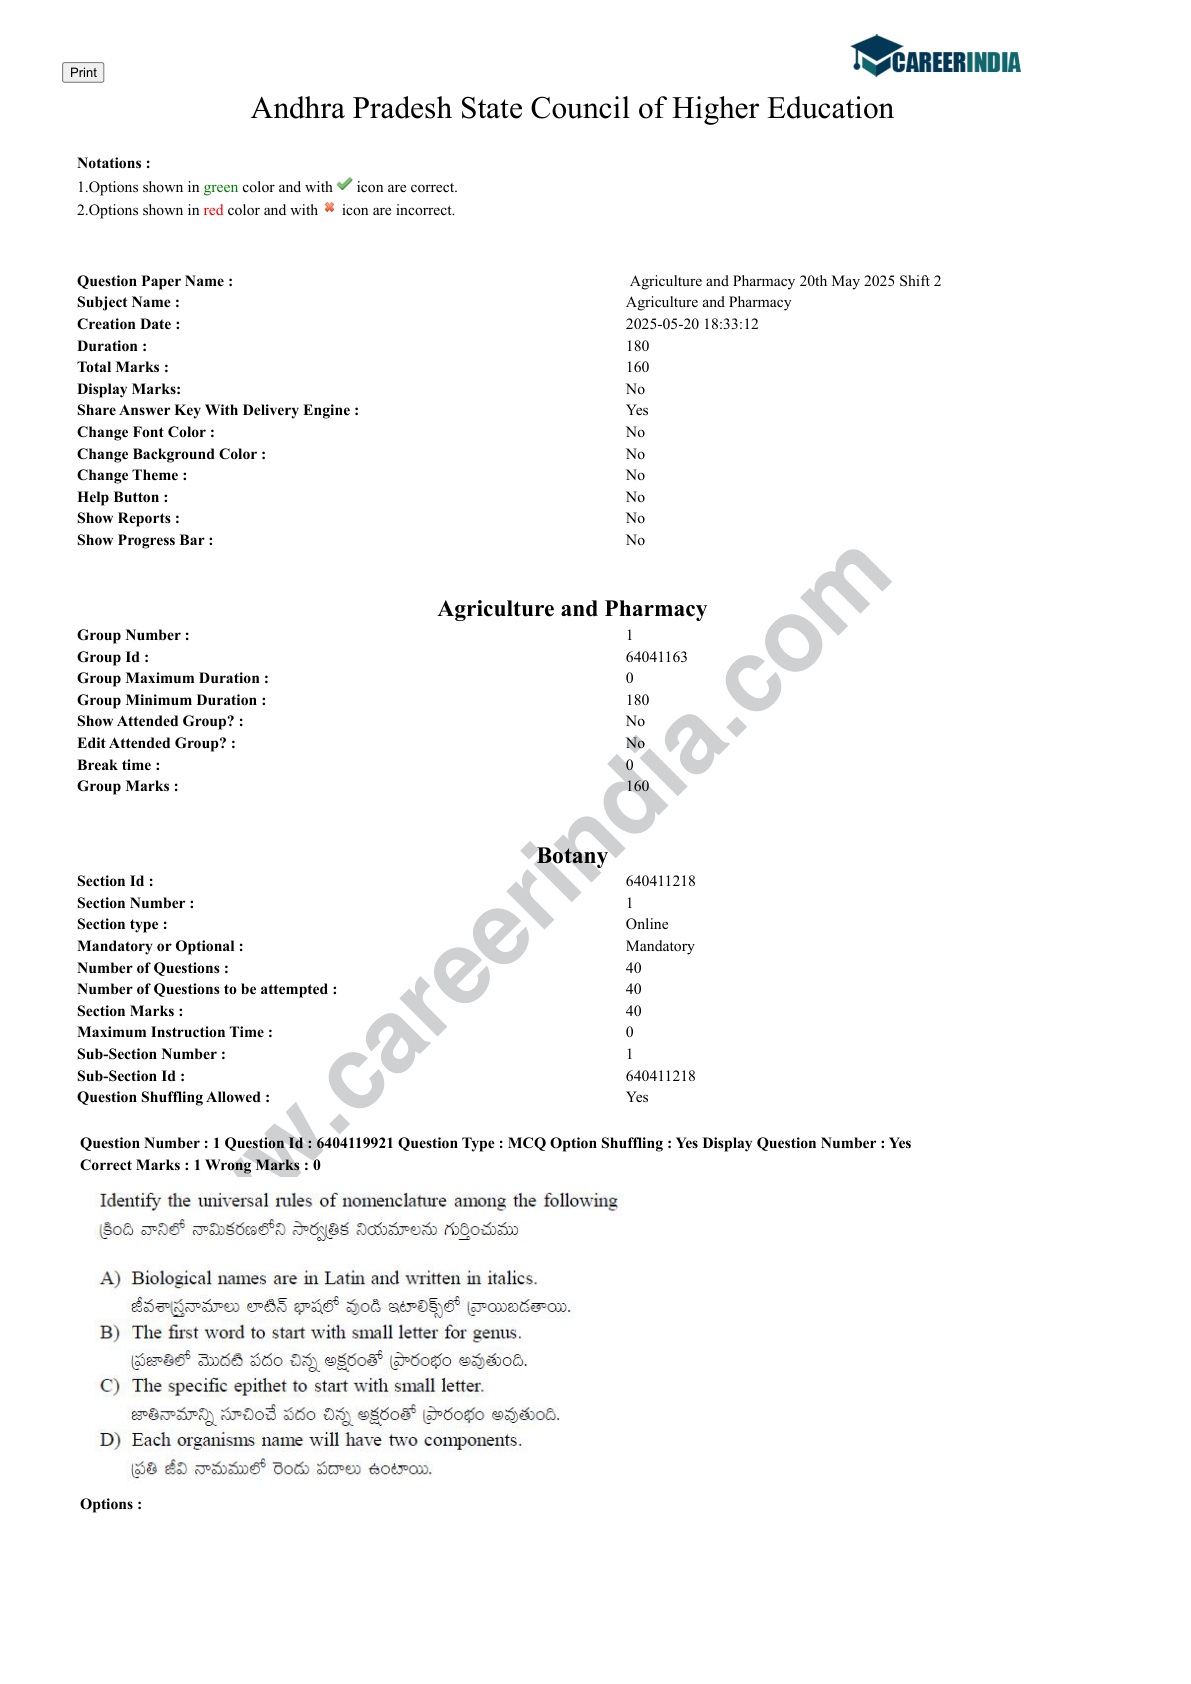 Print
CAREERINDIA
Andhra Pradesh State Council of Higher Education
Notations :
1.Options shown in green color and with icon are correct.
2.Options shown in red color and with icon are incorrect.
Question Paper Name : Agriculture and Pharmacy 20th May 2025 Shift 2
Subject Name : Agriculture and Pharmacy
Creation Date : 2025-05-20 18:33:12
Duration : 180
Total Marks : 160
Display Marks: No
Share Answer Key With Delivery Engine : Yes
Change Font Color : No
Change Background Color : No
Change Theme : No
Help Button : No
Show Reports : No
Show Progress Bar : No
Agriculture and Pharmacy
Group Number : 1
Group Id : 64041163
Group Maximum Duration : 0
Group Minimum Duration : 180
Show Attended Group? : No
Edit Attended Group? : No
Break time : 0
Group Marks : 160
Botany
Section Id : 640411218
Section Number : 1
Section type : Online
Mandatory or Optional : Mandatory
Number of Questions : 40
Number of Questions to be attempted : 40
Section Marks : 40
Maximum Instruction Time : 0
Sub-Section Number : 1
Sub-Section Id : 640411218
Question Shuffling Allowed : Yes
w.careerindia.com
Question Number : 1 Question Id : 6404119921 Question Type : MCQ Option Shuffling : Yes Display Question Number : Yes
Correct Marks : 1 Wrong Marks : 0
Identify the universal rules of nomenclature among the following
క్రింది వానిలో నామికరణలోని సార్వత్రిక నియమాలను గుర్తించుము
A) Biological names are in Latin and written in italics.
జీవశాస్త్రనామాలు లాటిన్ భాషలో వుండి ఇటాలిక్స్‌లో వ్రాయిబడతాయి.
B) The first word to start with small letter for genus.
ప్రజాతిలో మొదటి పదం చిన్న అక్షరంతో ప్రారంభం అవుతుంది.
C) The specific epithet to start with small letter.
జాతినామాన్ని సూచించే పదం చిన్న అక్షరంతో ప్రారంభం అవుతుంది.
D) Each organisms name will have two components.
ప్రతి జీవి నామములో రెండు పదాలు ఉంటాయి.
Options :